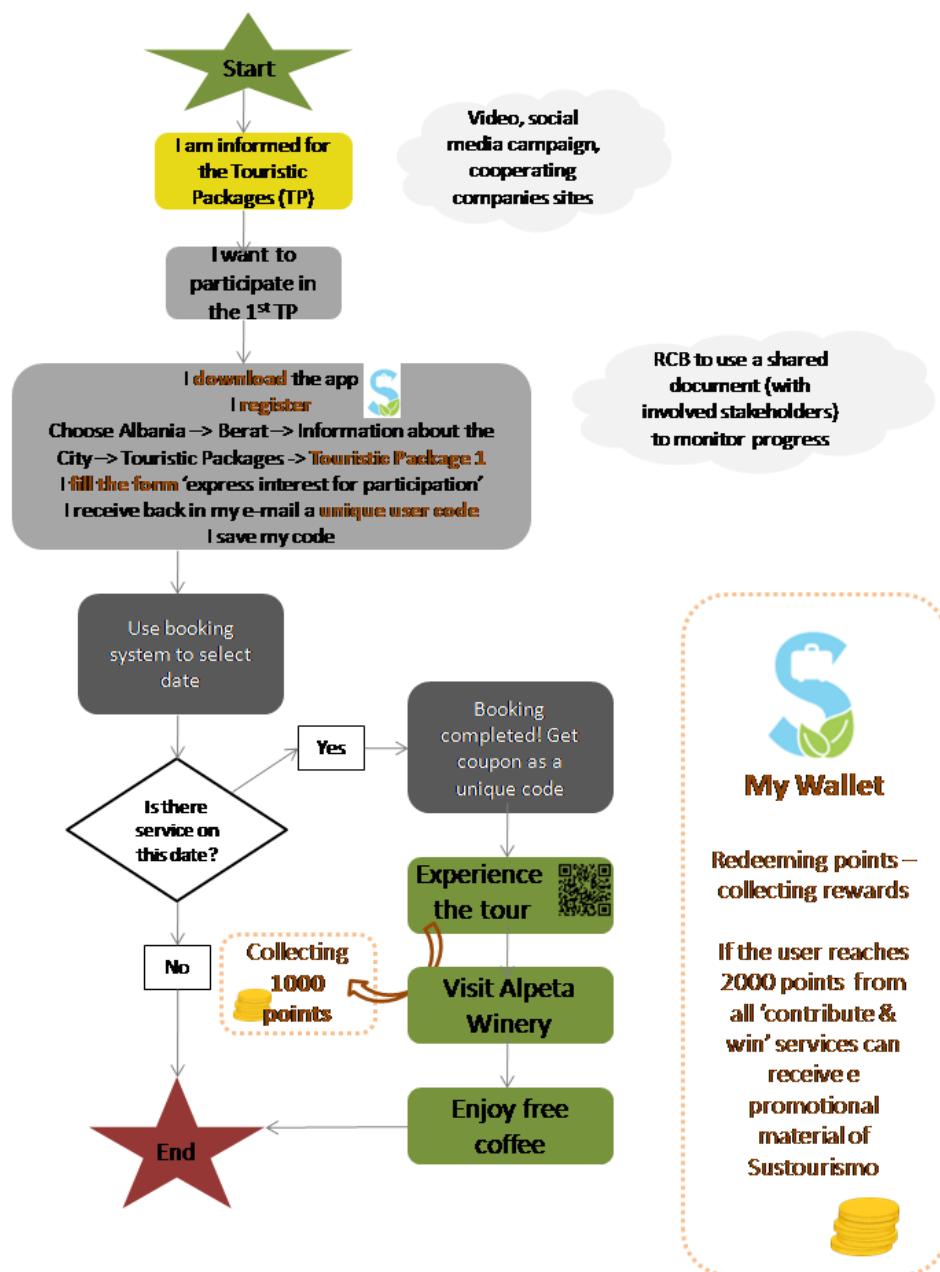 Start
I am informed for
the Touristic
Packages (TP)
Video, social
media campaign,
cooperating
companies sites
I want to
participate in
the 1st TP
I download the app
I register
Choose Albania –> Berat –> Information about the
City –> Touristic Packages -> Touristic Package 1
I fill the form ‘express interest for participation’
I receive back in my e-mail a unique user code
I save my code
RCB to use a shared
document (with
involved stakeholders)
to monitor progress
Use booking
system to select
date
Is there
service on
this date?
Yes
Booking
completed! Get
coupon as a
unique code
Experience
the tour
No
Collecting
1000
points
Visit Alpeta
Winery
Enjoy free
coffee
End
My Wallet
Redeeming points –
collecting rewards
If the user reaches
2000 points from
all ‘contribute &
win’ services can
receive e
promotional
material of
Sustourismo